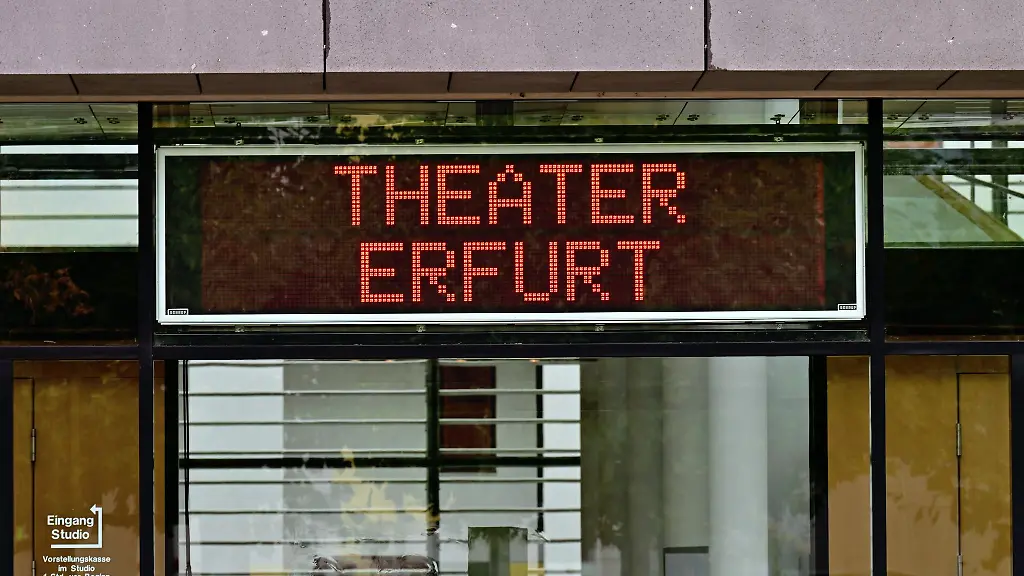 THEATER
ERFURT
Eingang
Studio
Vorstellungskasse
im Studio